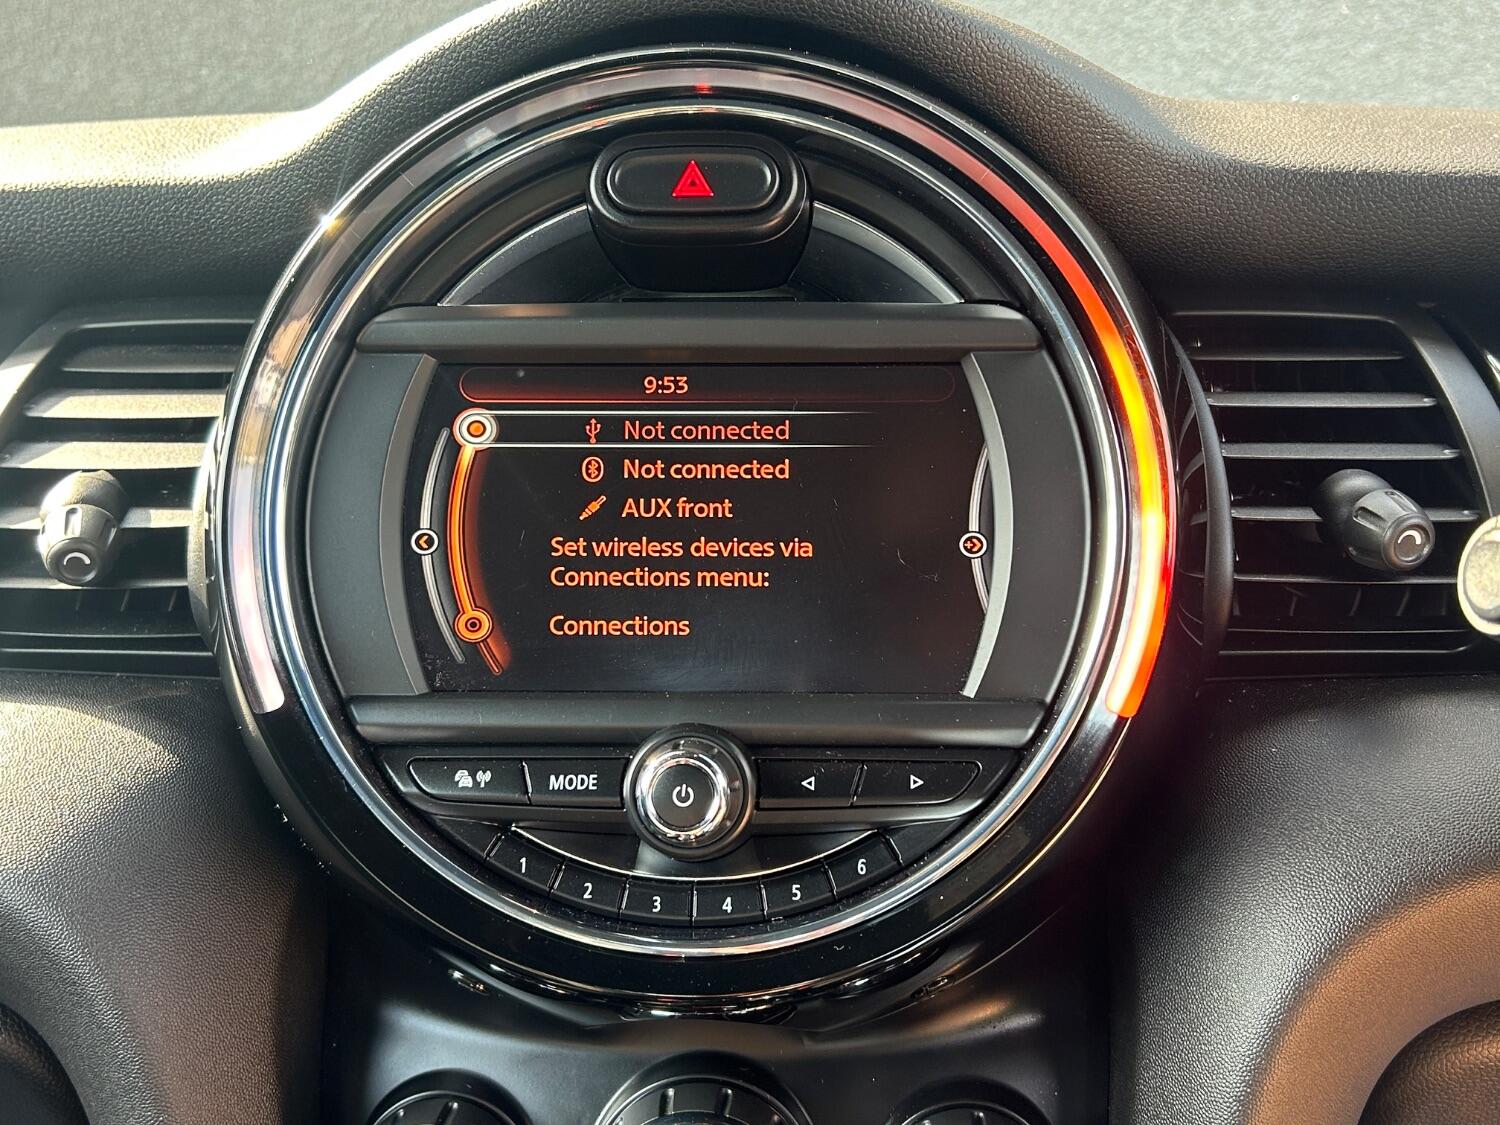 9:53
Not connected
Not connected
AUX front
Set wireless devices via
Connections menu:
Connections
MODE
1
2
3
4
5
6